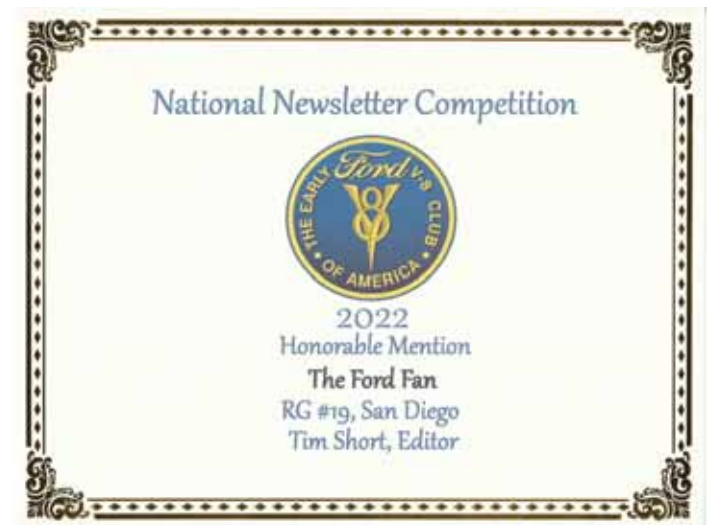 National Newsletter Competition
THE EARLY Ford V-8 CLUB
OF AMERICA
V8
2022
Honorable Mention
The Ford Fan
RG #19, San Diego
Tim Short, Editor